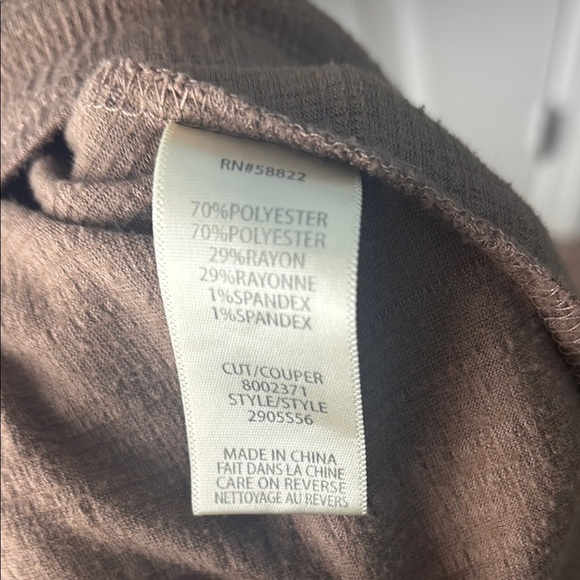 RN#58822
70%POLYESTER
70%POLYESTER
29%RAYON
29%RAYONNE
1%SPANDEX
1%SPANDEX
CUT/COUPER
8002371
STYLE/STYLE
2905556
MADE IN CHINA
FAIT DANS LA CHINE
CARE ON REVERSE
NETTOYAGE AU REVERS